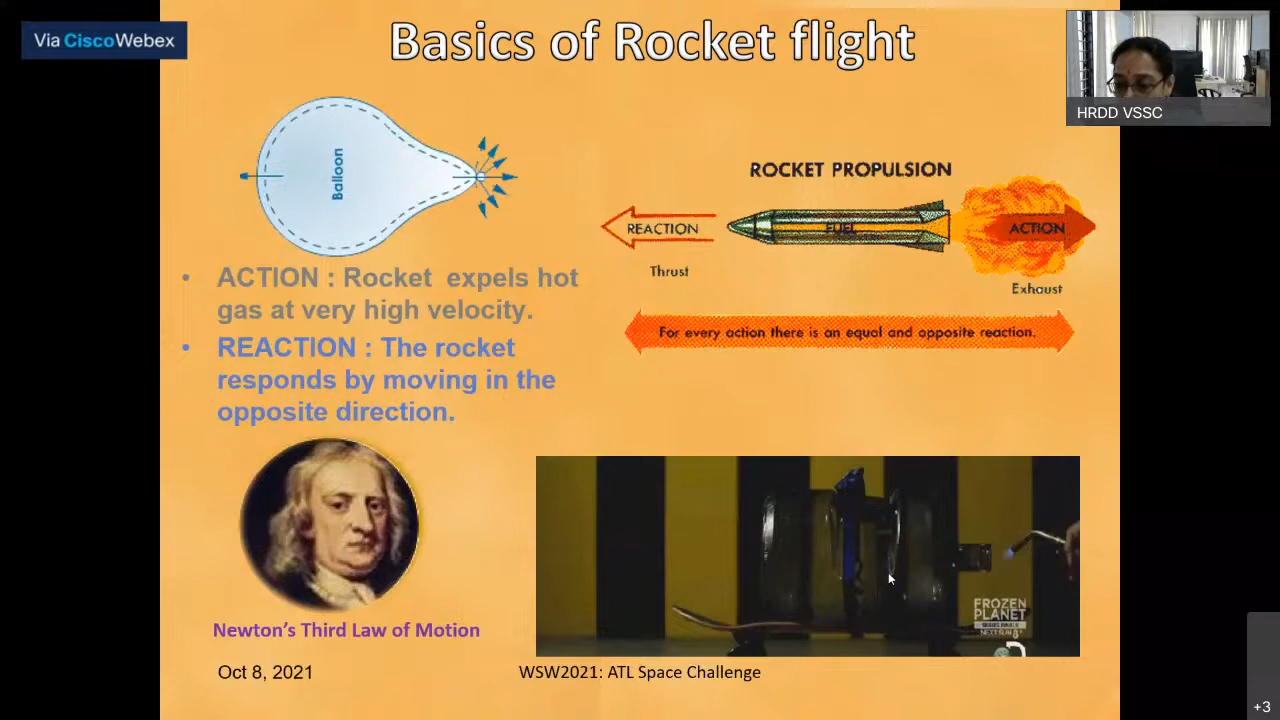 Via CiscoWebex
Basics of Rocket flight
HRDD VSSC
Balloon
ROCKET PROPULSION
REACTION
FUEL
ACTION
Thrust
Exhaust
For every action there is an equal and opposite reaction.
• ACTION : Rocket expels hot
gas at very high velocity.
• REACTION : The rocket
responds by moving in the
opposite direction.
Newton's Third Law of Motion
FROZEN
PLANET
Oct 8, 2021
WSW2021: ATL Space Challenge
+3